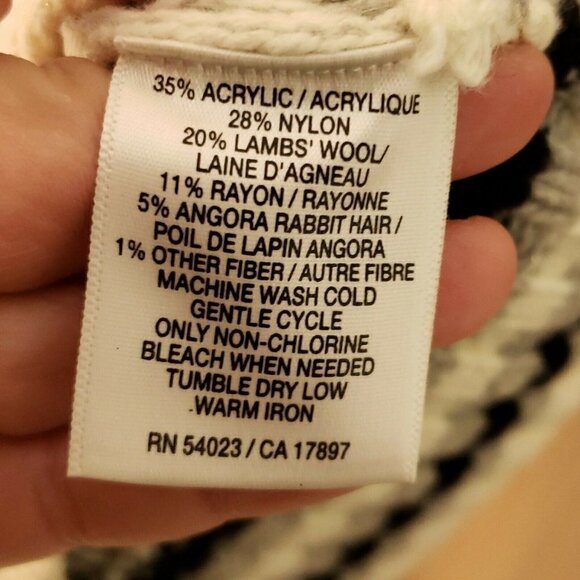 35% ACRYLIC / ACRYLIQUE
28% NYLON
20% LAMBS' WOOL/
LAINE D'AGNEAU
11% RAYON / RAYONNE
5% ANGORA RABBIT HAIR /
POIL DE LAPIN ANGORA
1% OTHER FIBER / AUTRE FIBRE
MACHINE WASH COLD
GENTLE CYCLE
ONLY NON-CHLORINE
BLEACH WHEN NEEDED
TUMBLE DRY LOW
WARM IRON
RN 54023 / CA 17897